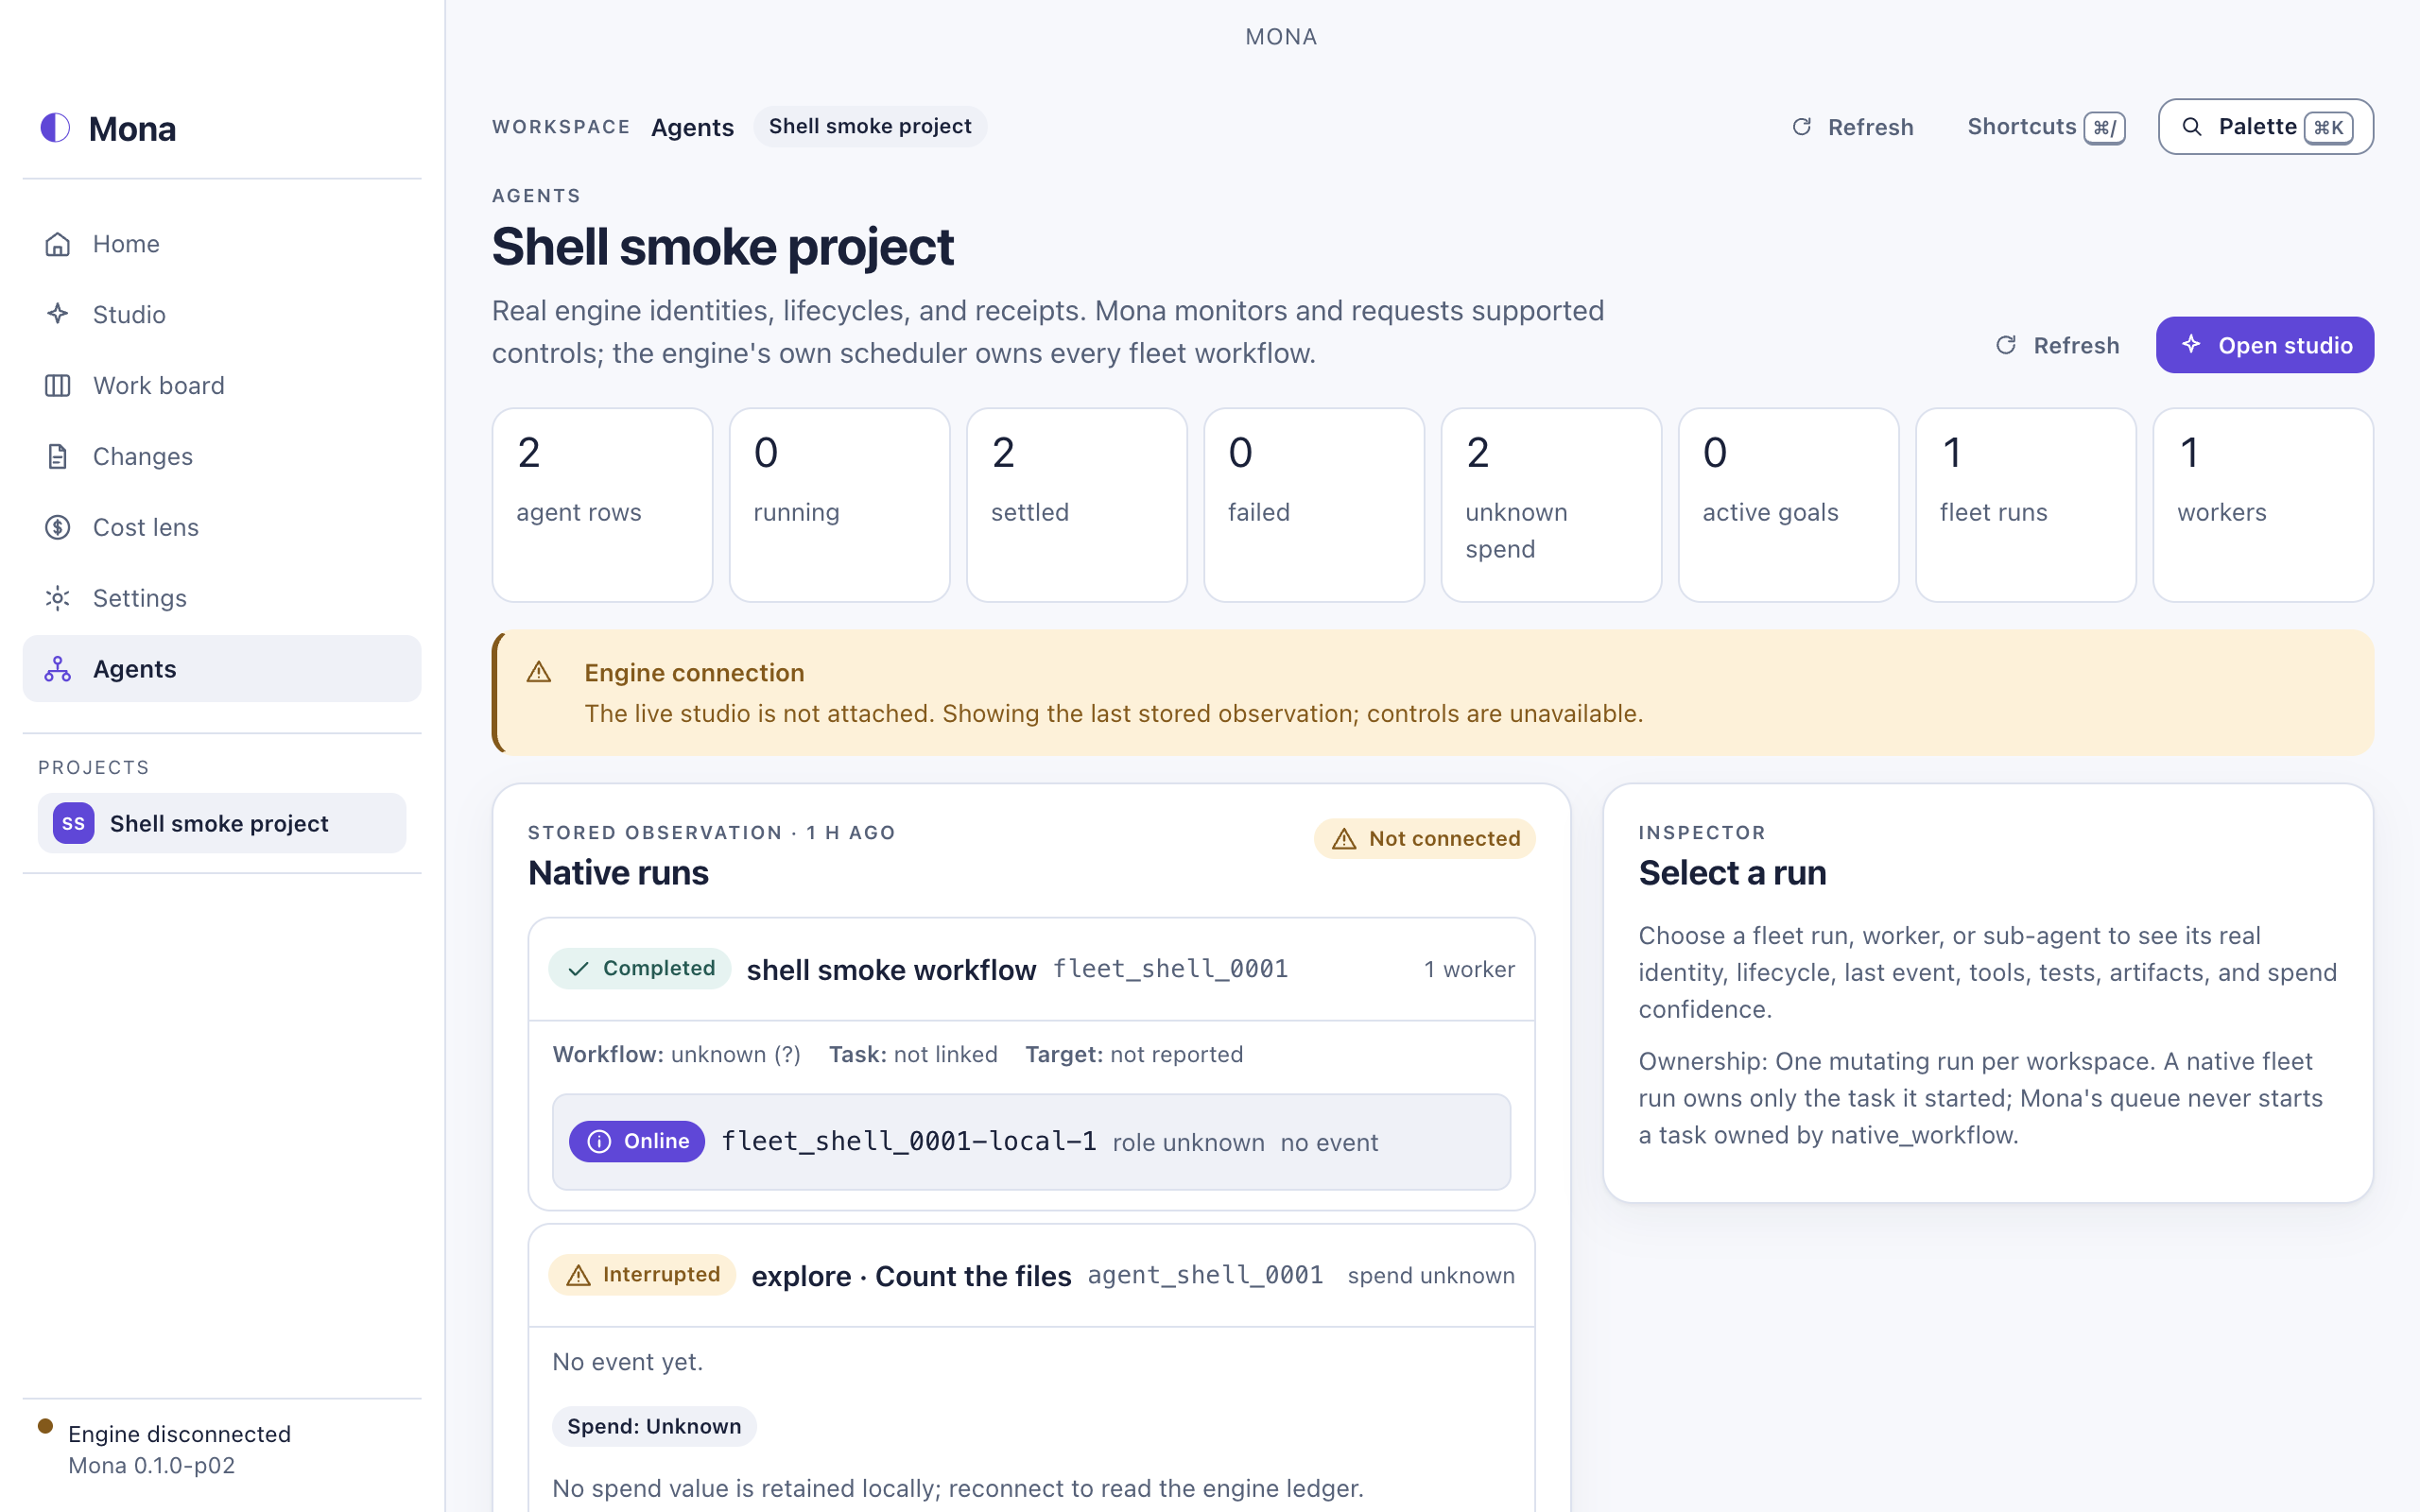 MONA
Mona
Home
Studio
Work board
Changes
Cost lens
Settings
Agents
PROJECTS
SS Shell smoke project
Engine disconnected
Mona 0.1.0-p02
WORKSPACE Agents Shell smoke project
Refresh Shortcuts ⌘/ Palette ⌘K
AGENTS
Shell smoke project
Real engine identities, lifecycles, and receipts. Mona monitors and requests supported
controls; the engine's own scheduler owns every fleet workflow.
Refresh Open studio
2
agent rows
0
running
2
settled
0
failed
2
unknown
spend
0
active goals
1
fleet runs
1
workers
Engine connection
The live studio is not attached. Showing the last stored observation; controls are unavailable.
STORED OBSERVATION · 1 H AGO
Native runs
Not connected
Completed shell smoke workflow fleet_shell_0001 1 worker
Workflow: unknown (?) Task: not linked Target: not reported
Online fleet_shell_0001-local-1 role unknown no event
Interrupted explore · Count the files agent_shell_0001 spend unknown
No event yet.
Spend: Unknown
No spend value is retained locally; reconnect to read the engine ledger.
INSPECTOR
Select a run
Choose a fleet run, worker, or sub-agent to see its real
identity, lifecycle, last event, tools, tests, artifacts, and spend
confidence.
Ownership: One mutating run per workspace. A native fleet
run owns only the task it started; Mona's queue never starts
a task owned by native_workflow.